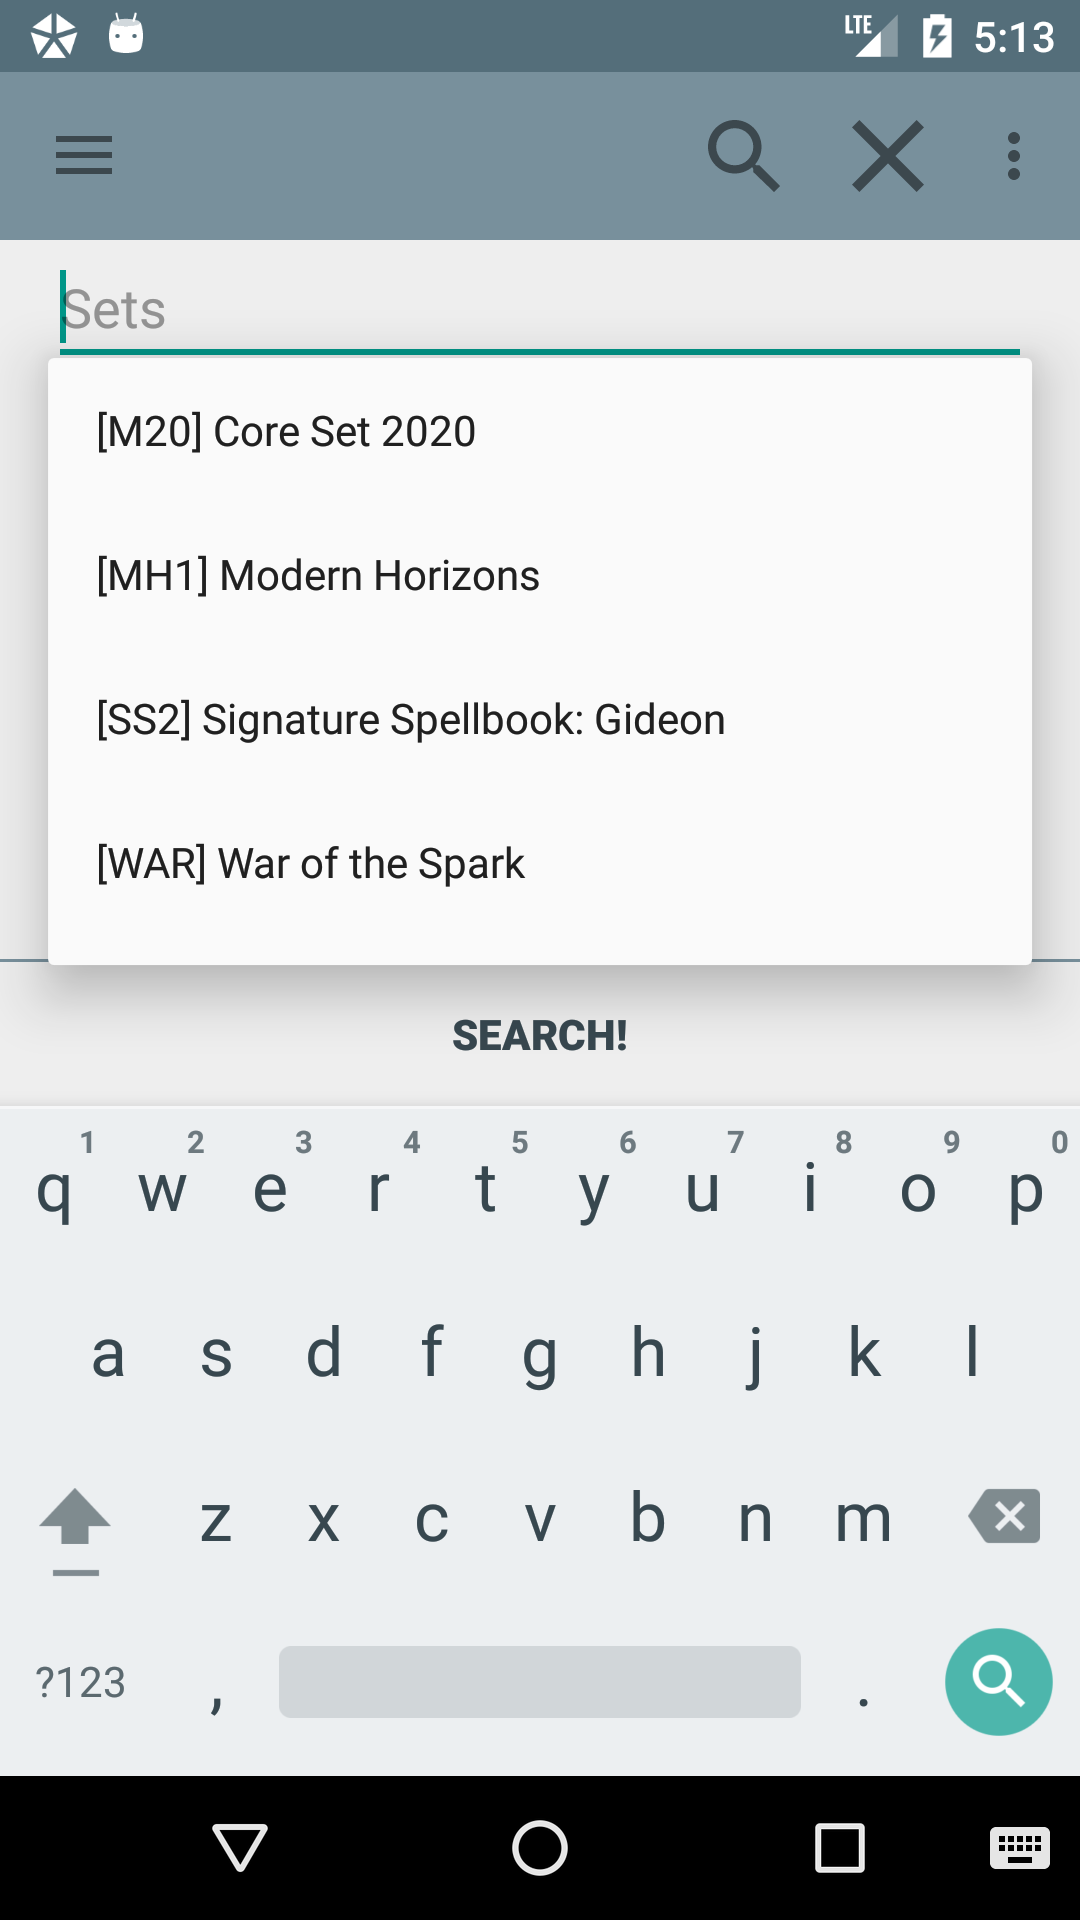 LTE 5:13
Sets
[M20] Core Set 2020
[MH1] Modern Horizons
[SS2] Signature Spellbook: Gideon
[WAR] War of the Spark
SEARCH!
1 2 3 4 5 6 7 8 9 0
q w e r t y u i o p
a s d f g h j k l
z x c v b n m
?123 , .